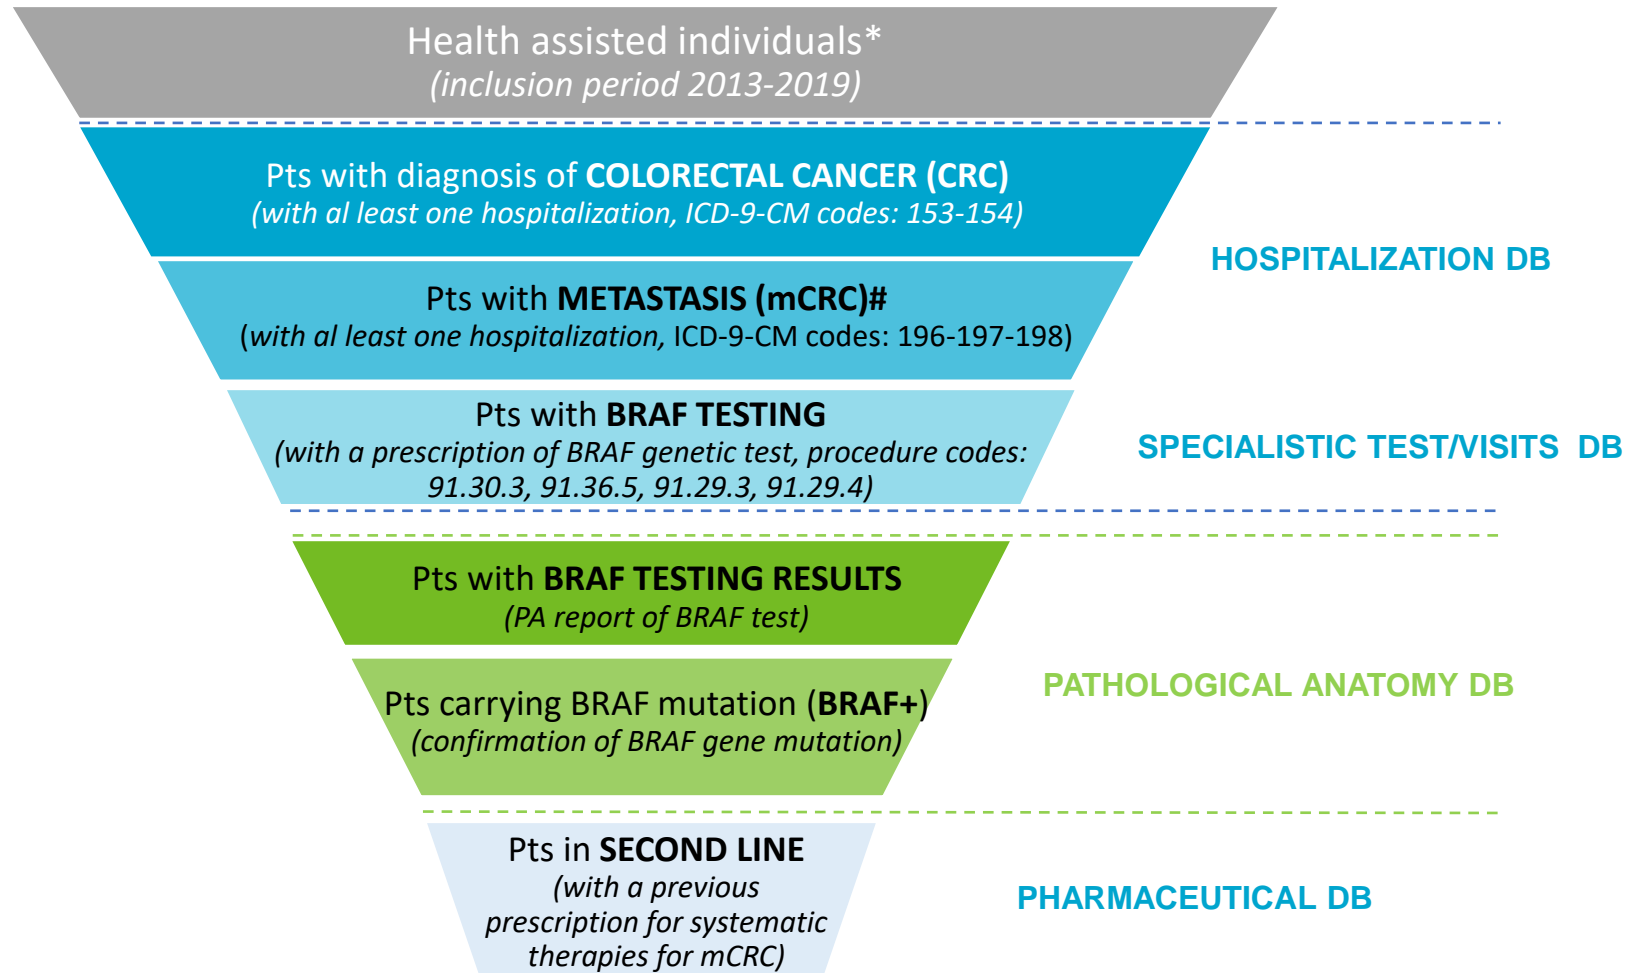 Health assisted individuals*
(inclusion period 2013-2019)
Pts with diagnosis of COLORECTAL CANCER (CRC)
(with al least one hospitalization, ICD-9-CM codes: 153-154)
HOSPITALIZATION DB
Pts with METASTASIS (mCRC)#
(with al least one hospitalization, ICD-9-CM codes: 196-197-198)
Pts with BRAF TESTING
(with a prescription of BRAF genetic test, procedure codes:
91.30.3, 91.36.5, 91.29.3, 91.29.4)
SPECIALISTIC TEST/VISITS DB
Pts with BRAF TESTING RESULTS
(PA report of BRAF test)
Pts carrying BRAF mutation (BRAF+)
(confirmation of BRAF gene mutation)
PATHOLOGICAL ANATOMY DB
Pts in SECOND LINE
(with a previous
prescription for systematic
therapies for mCRC)
PHARMACEUTICAL DB